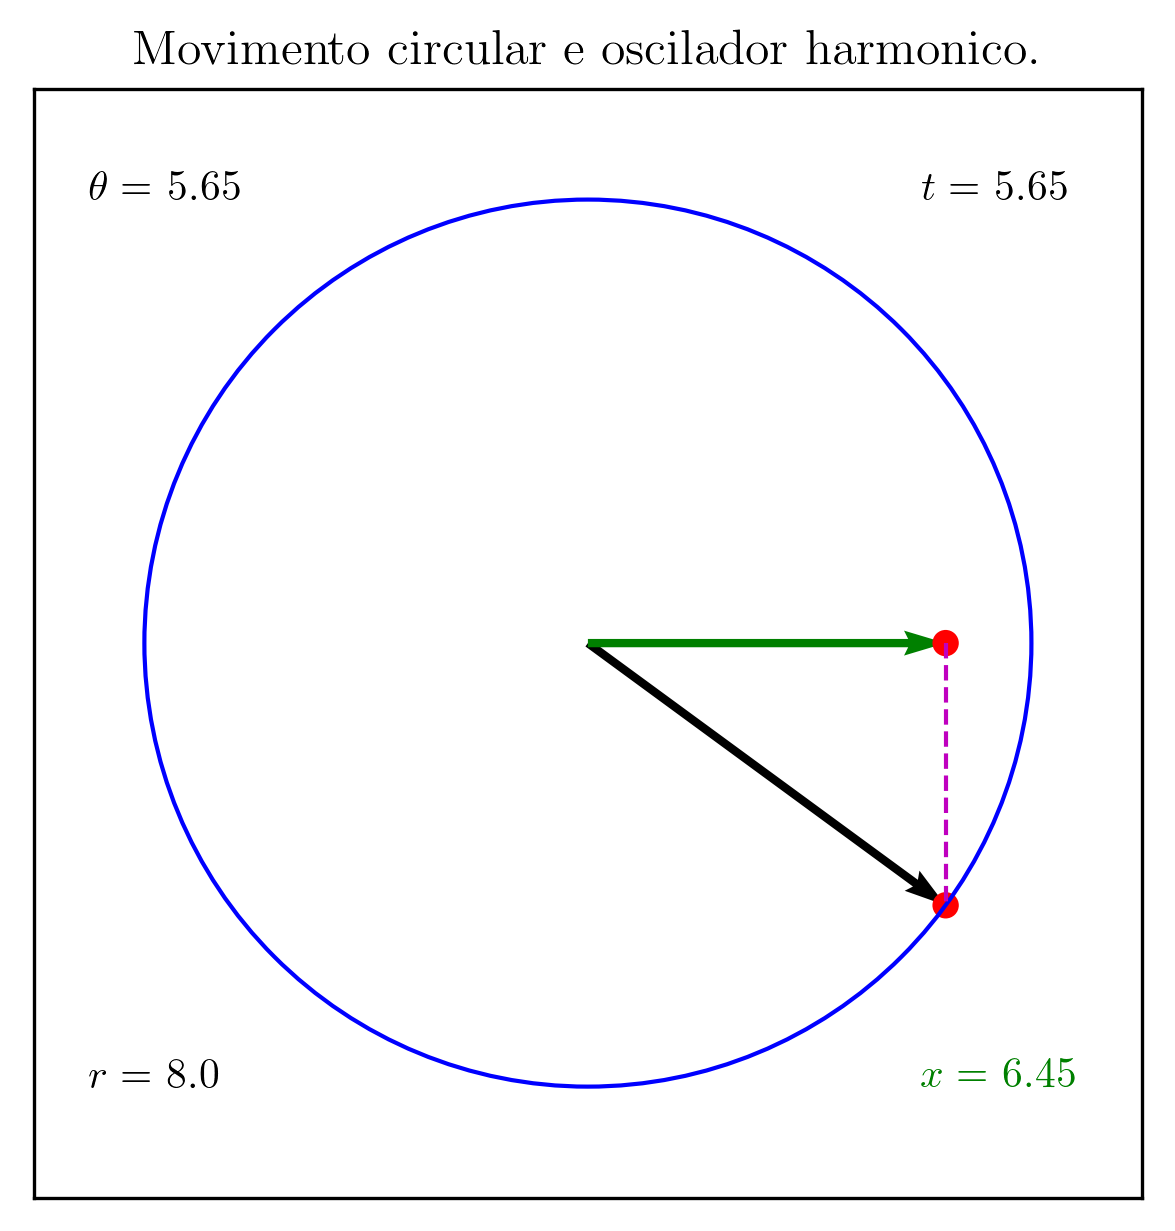 Movimento circular e oscilador harmonico.
θ = 5.65
t = 5.65
r = 8.0
x = 6.45